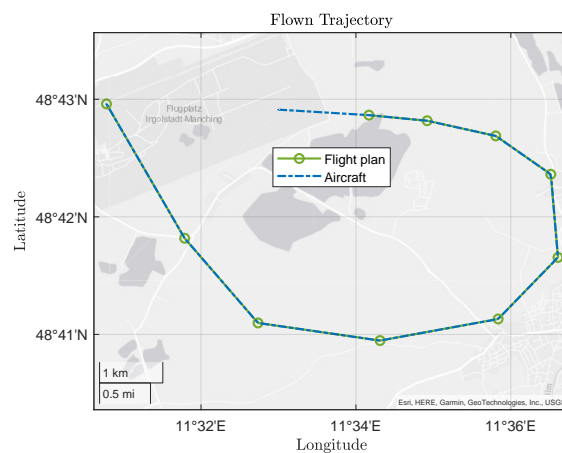 Flown Trajectory
48°43'N
Flugplatz
Ingolstadt-Manching
Flight plan
Aircraft
48°42'N
Latitude
48°41'N
1 km
0.5 mi
Esri, HERE, Garmin, GeoTechnologies, Inc., USG
11°32'E
11°34'E
11°36'E
Longitude